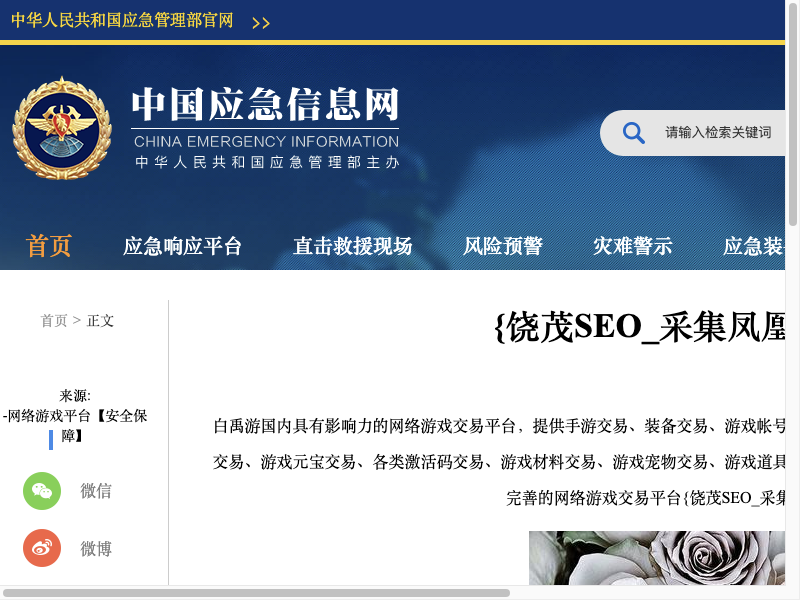 中华人民共和国应急管理部官网 >>
中国应急信息网
CHINA EMERGENCY INFORMATION
中华人民共和国应急管理部主办
请输入检索关键词
首页 应急响应平台 直击救援现场 风险预警 灾难警示 应急装
首页 > 正文
{饶茂SEO_采集凤凰
来源:
-网络游戏平台【安全保
障】
白禹游国内具有影响力的网络游戏交易平台，提供手游交易、装备交易、游戏帐号
交易、游戏元宝交易、各类激活码交易、游戏材料交易、游戏宠物交易、游戏道具
完善的网络游戏交易平台{饶茂SEO_采集
微信
微博